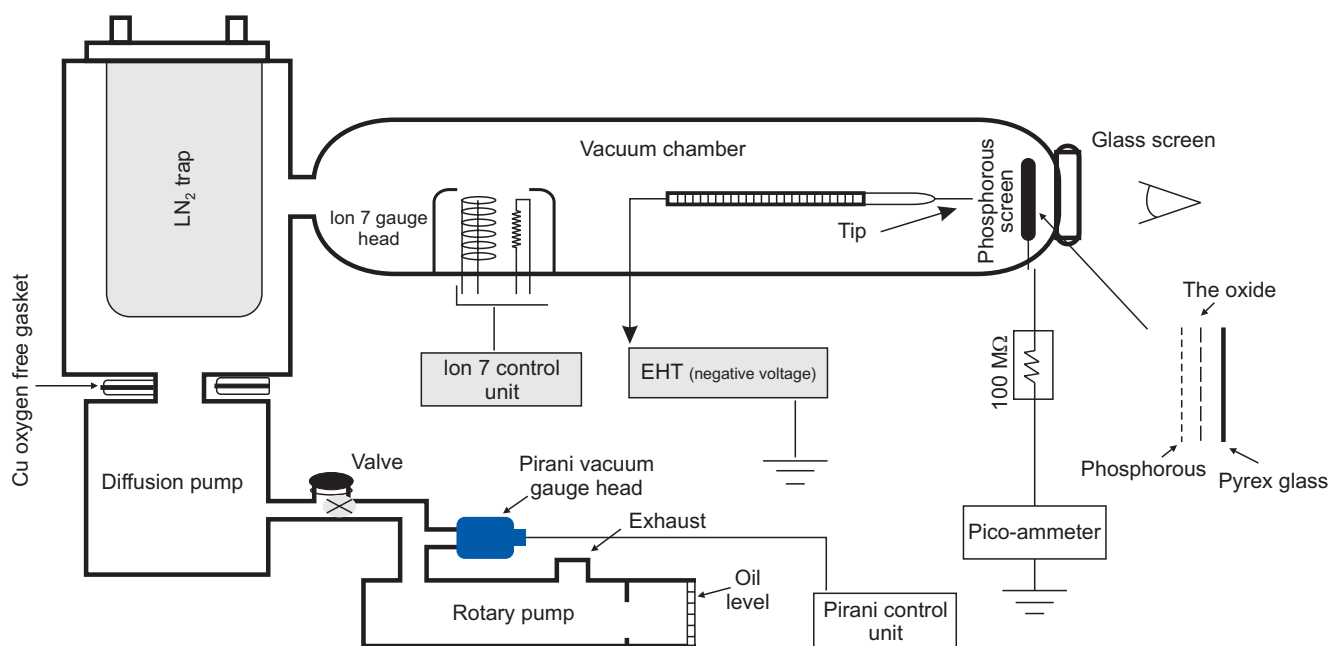 Glass screen
Vacuum chamber
LN2 trap
Ion 7 gauge
head
Phosphorous
screen
Tip
Cu oxygen free gasket
The oxide
Ion 7 control
unit
EHT (negative voltage)
100 MΩ
Phosphorous
Pyrex glass
Diffusion pump
Valve
Pirani vacuum
gauge head
Exhaust
Pico-ammeter
Oil
level
Rotary pump
Pirani control
unit